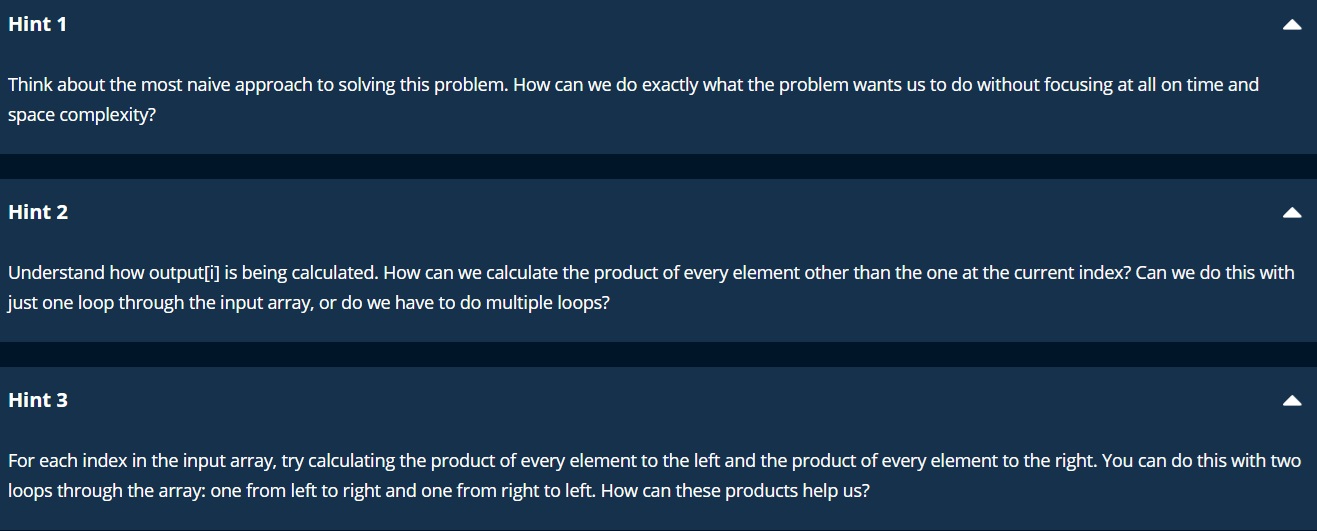 Hint 1
Think about the most naive approach to solving this problem. How can we do exactly what the problem wants us to do without focusing at all on time and
space complexity?
Hint 2
Understand how output[i] is being calculated. How can we calculate the product of every element other than the one at the current index? Can we do this with
just one loop through the input array, or do we have to do multiple loops?
Hint 3
For each index in the input array, try calculating the product of every element to the left and the product of every element to the right. You can do this with two
loops through the array: one from left to right and one from right to left. How can these products help us?